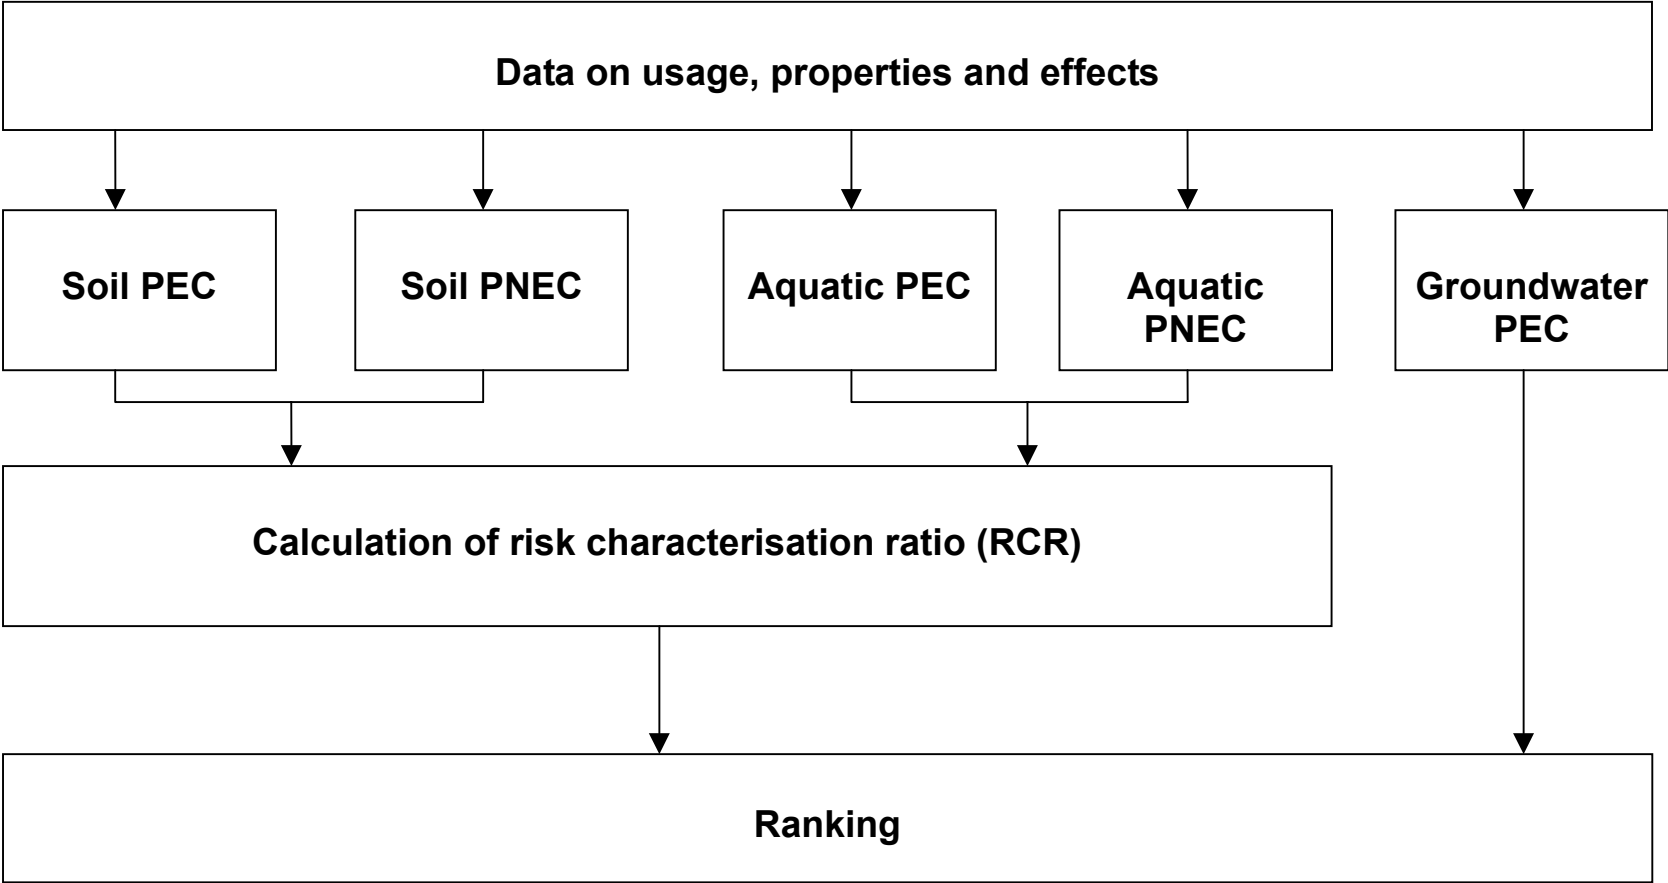 Data on usage, properties and effects
Soil PEC
Soil PNEC
Aquatic PEC
Aquatic
PNEC
Groundwater
PEC
Calculation of risk characterisation ratio (RCR)
Ranking